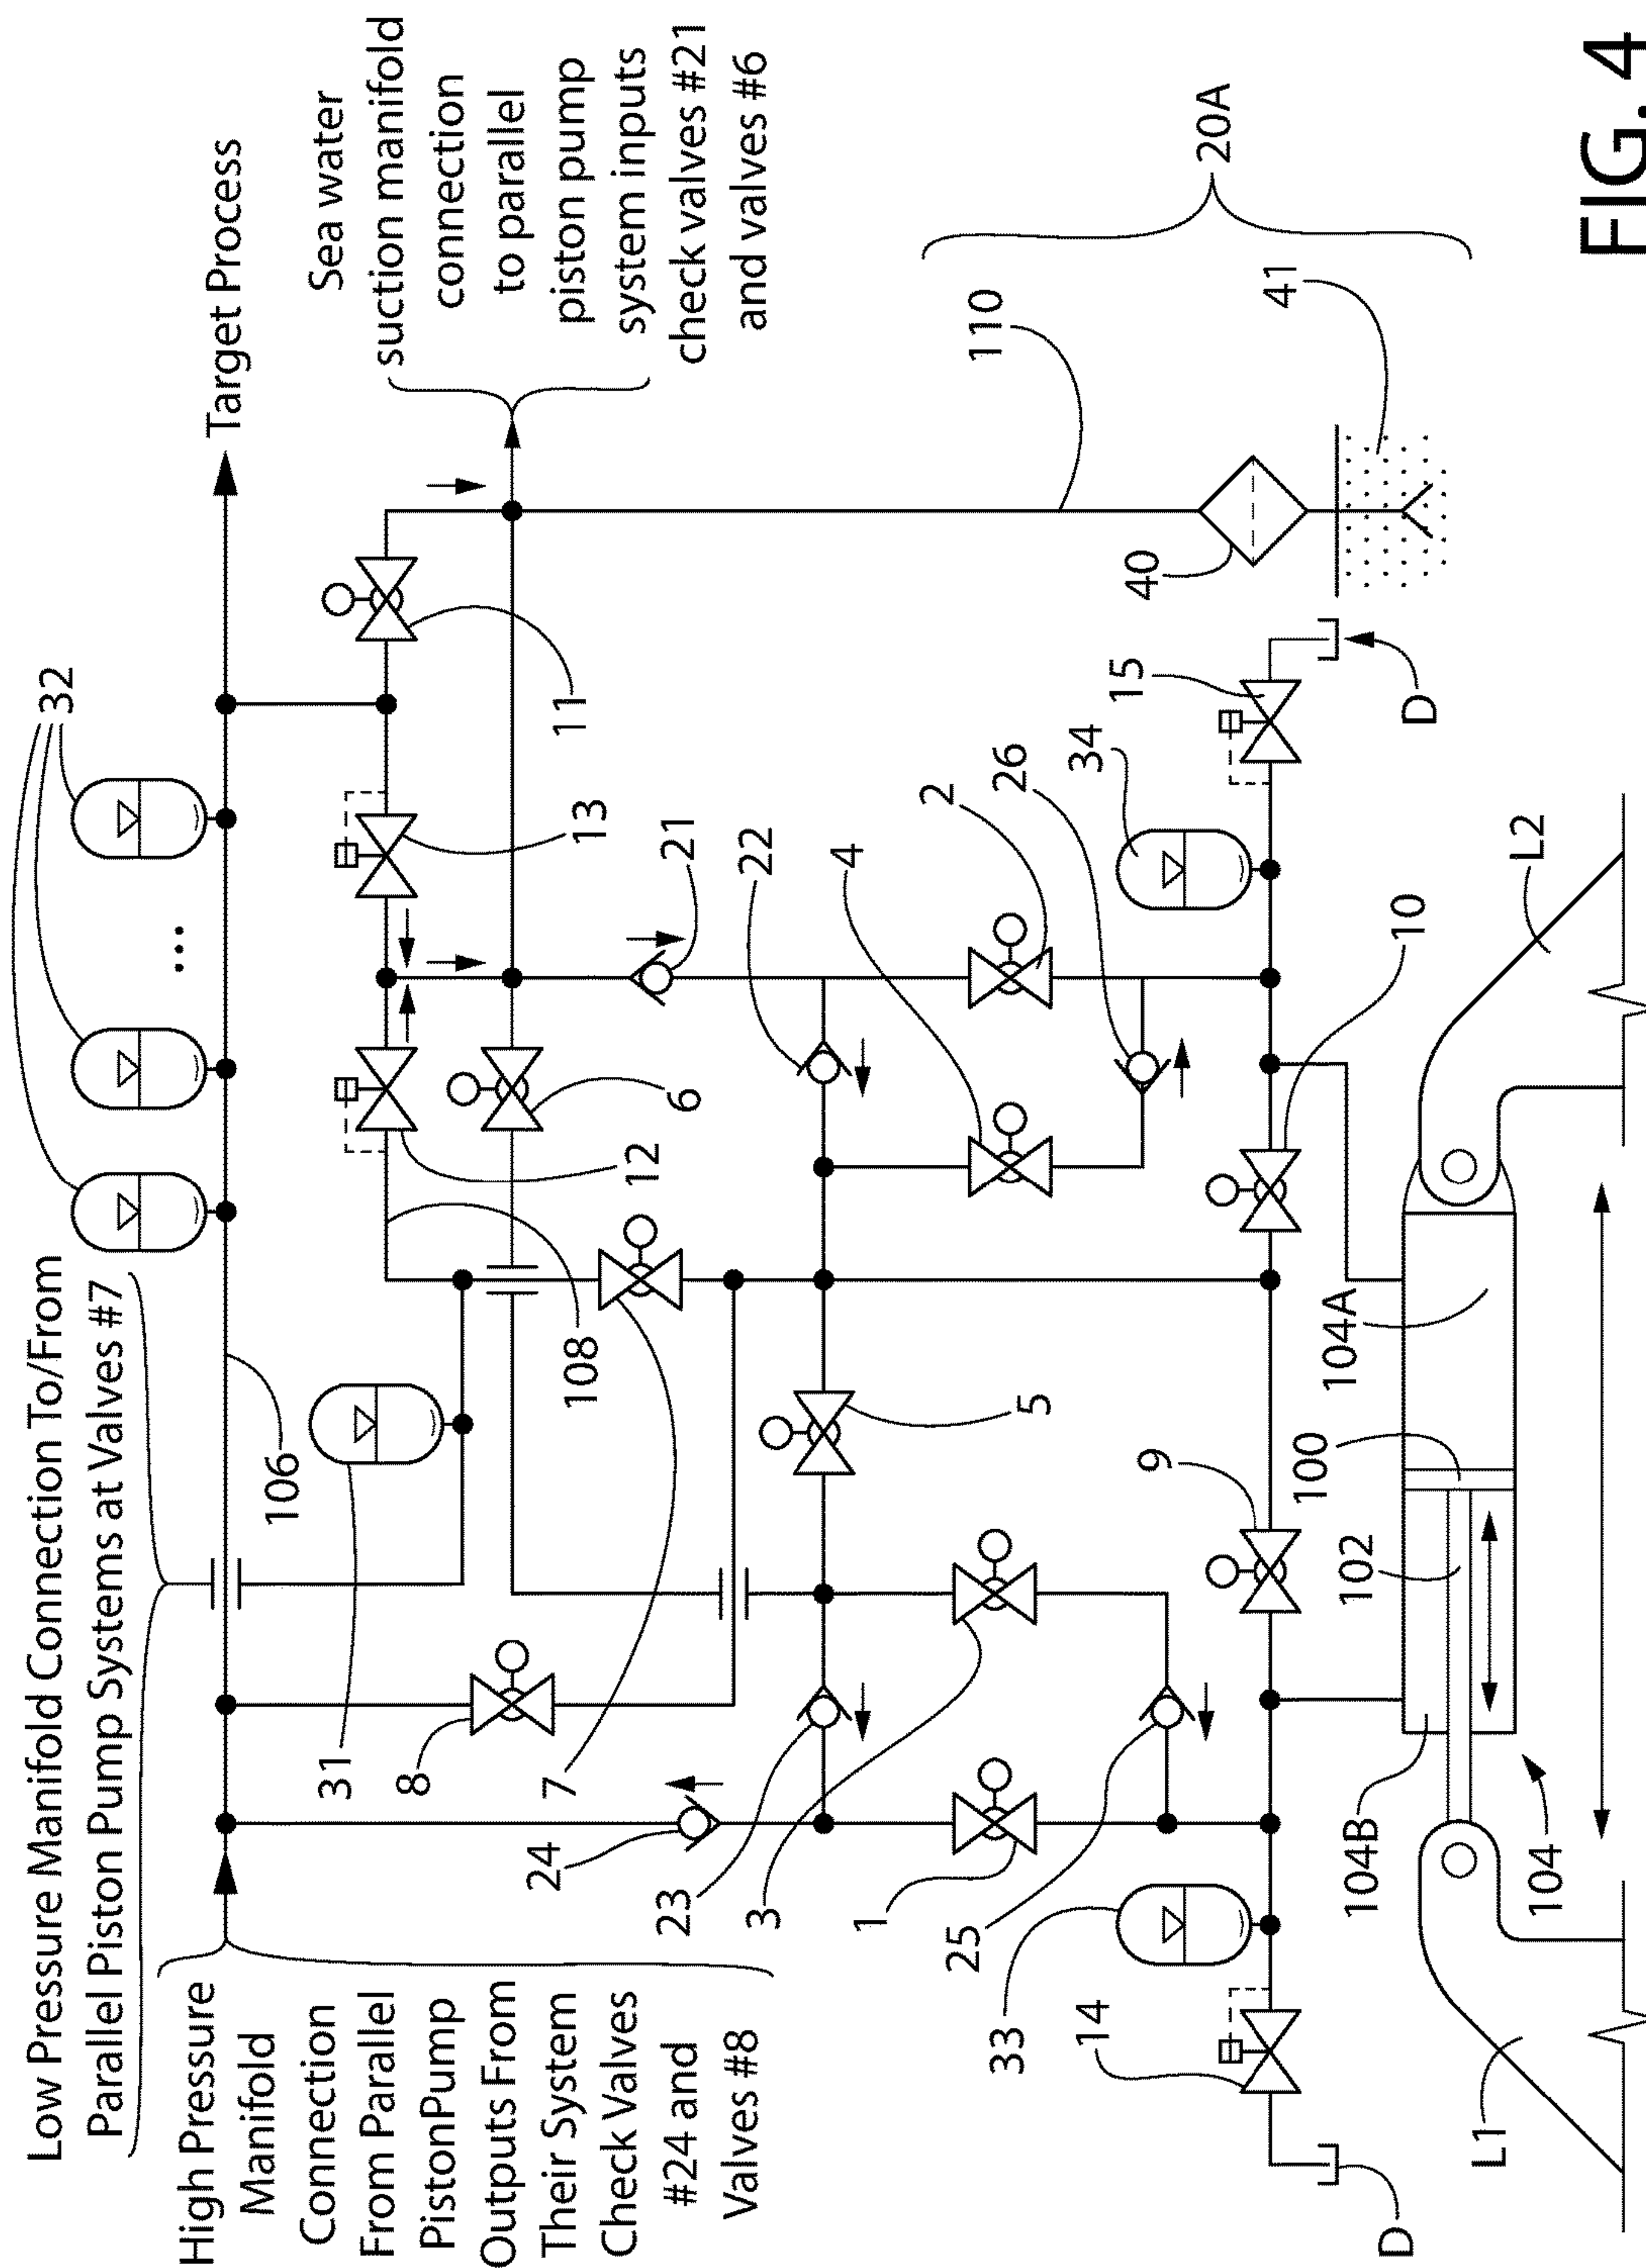 Low Pressure Manifold Connection To/From
Parallel Piston Pump Systems at Valves #7
High Pressure
Manifold
Connection
From Parallel
PistonPump
Outputs From
Their System
Check Valves
#24 and
Valves #8
32
...
106
Target Process
Sea water
suction manifold
connection
to parallel
piston pump
system inputs
check valves #21
and valves #6
31
8
7
108
12
6
13
11
24
23
3
1
25
5
21
22
4
2
26
110
20A
33
14
9
10
34
15
40
41
D
D
100
102
104A
104B
104
L1
L2
FIG. 4